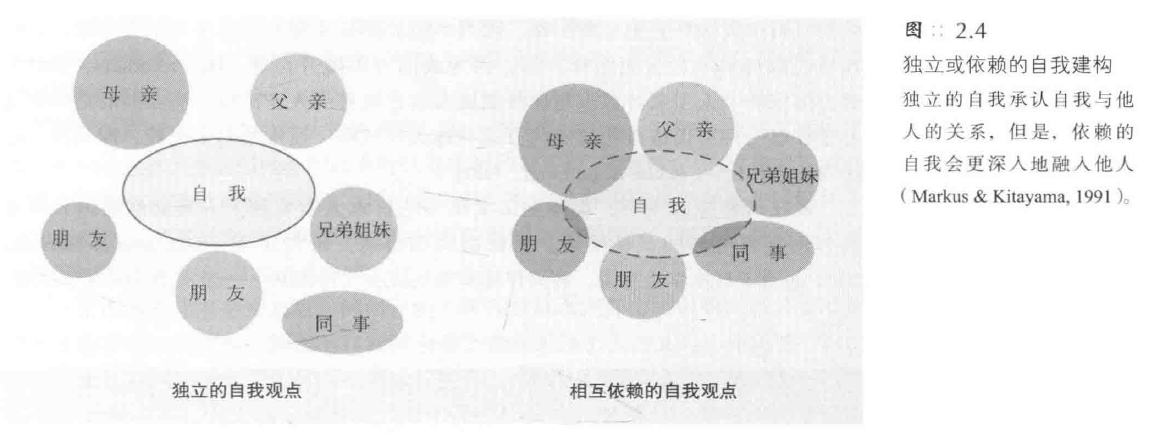 母 亲
父 亲
自 我
朋 友
兄弟姐妹
朋 友
同 事
独立的自我观点
母 亲
父 亲
兄弟姐妹
自 我
朋 友
同 事
朋 友
相互依赖的自我观点
图 :: 2.4
独立或依赖的自我建构
独立的自我承认自我与他
人的关系，但是，依赖的
自我会更深人地融入他人
（Markus & Kitayama, 1991）。